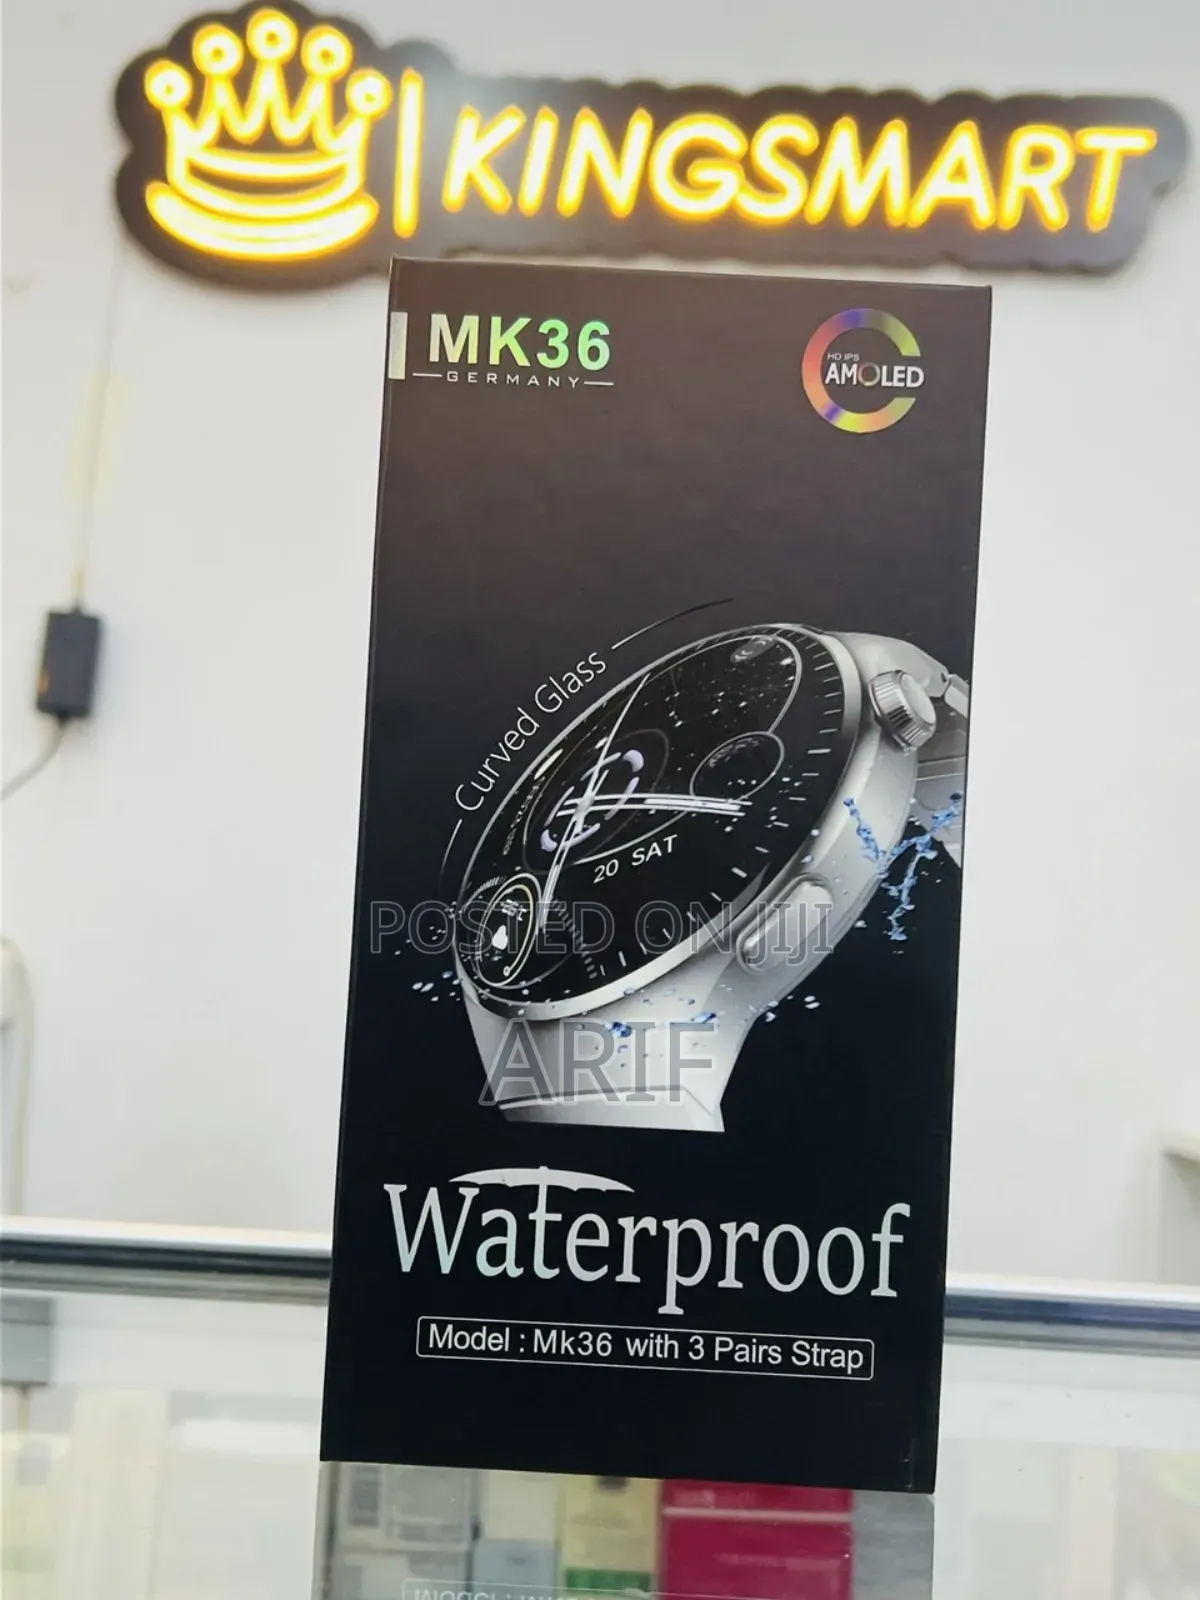 KINGSMART
MK36
GERMANY
HD IPS
AMOLED
Curved Glass
20 SAT
POSTED ON JIJI
ARIF
Waterproof
Model : Mk36 with 3 Pairs Strap